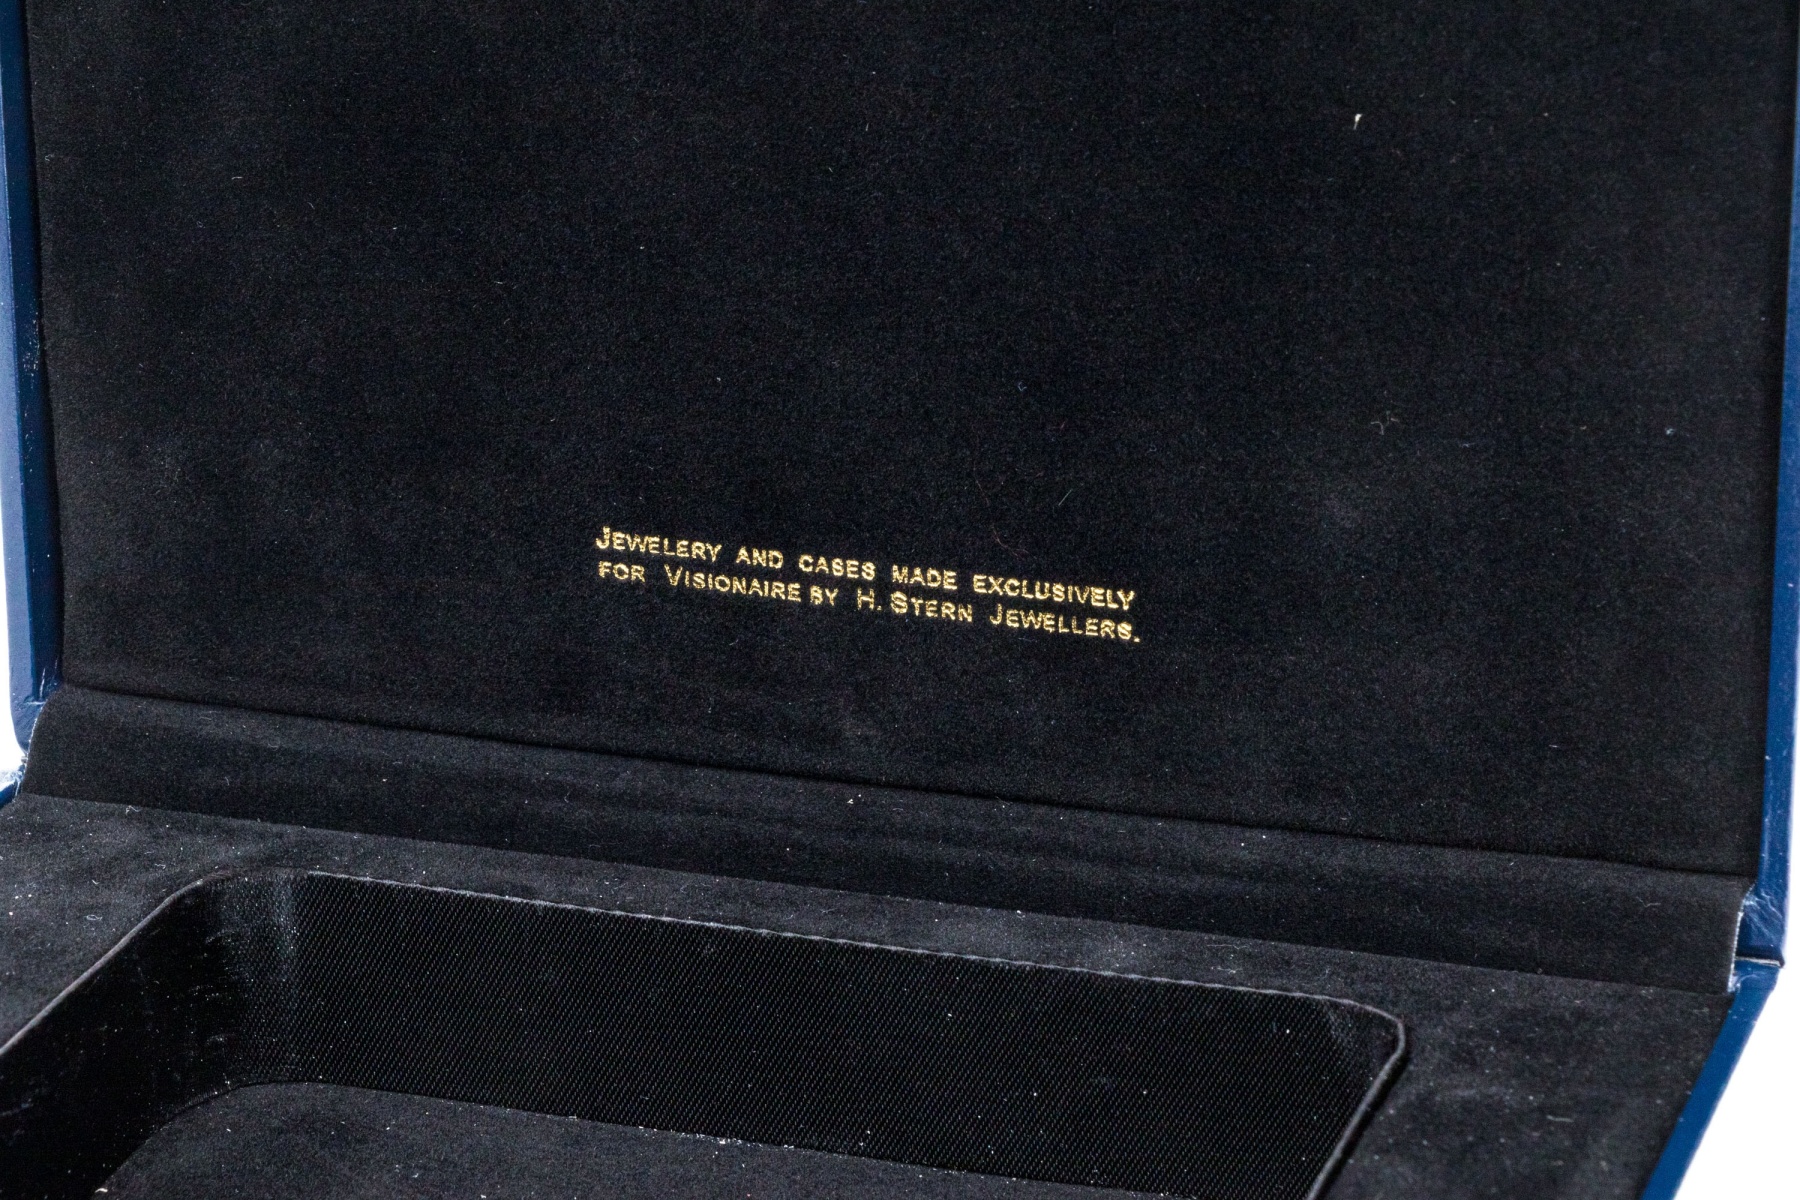 JEWELERY AND CASES MADE EXCLUSIVELY
FOR VISIONAIRE BY H. STERN JEWELLERS.